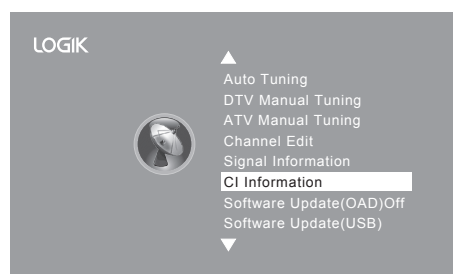 LOGIK
Auto Tuning
DTV Manual Tuning
ATV Manual Tuning
Channel Edit
Signal Information
CI Information
Software Update(OAD)Off
Software Update(USB)